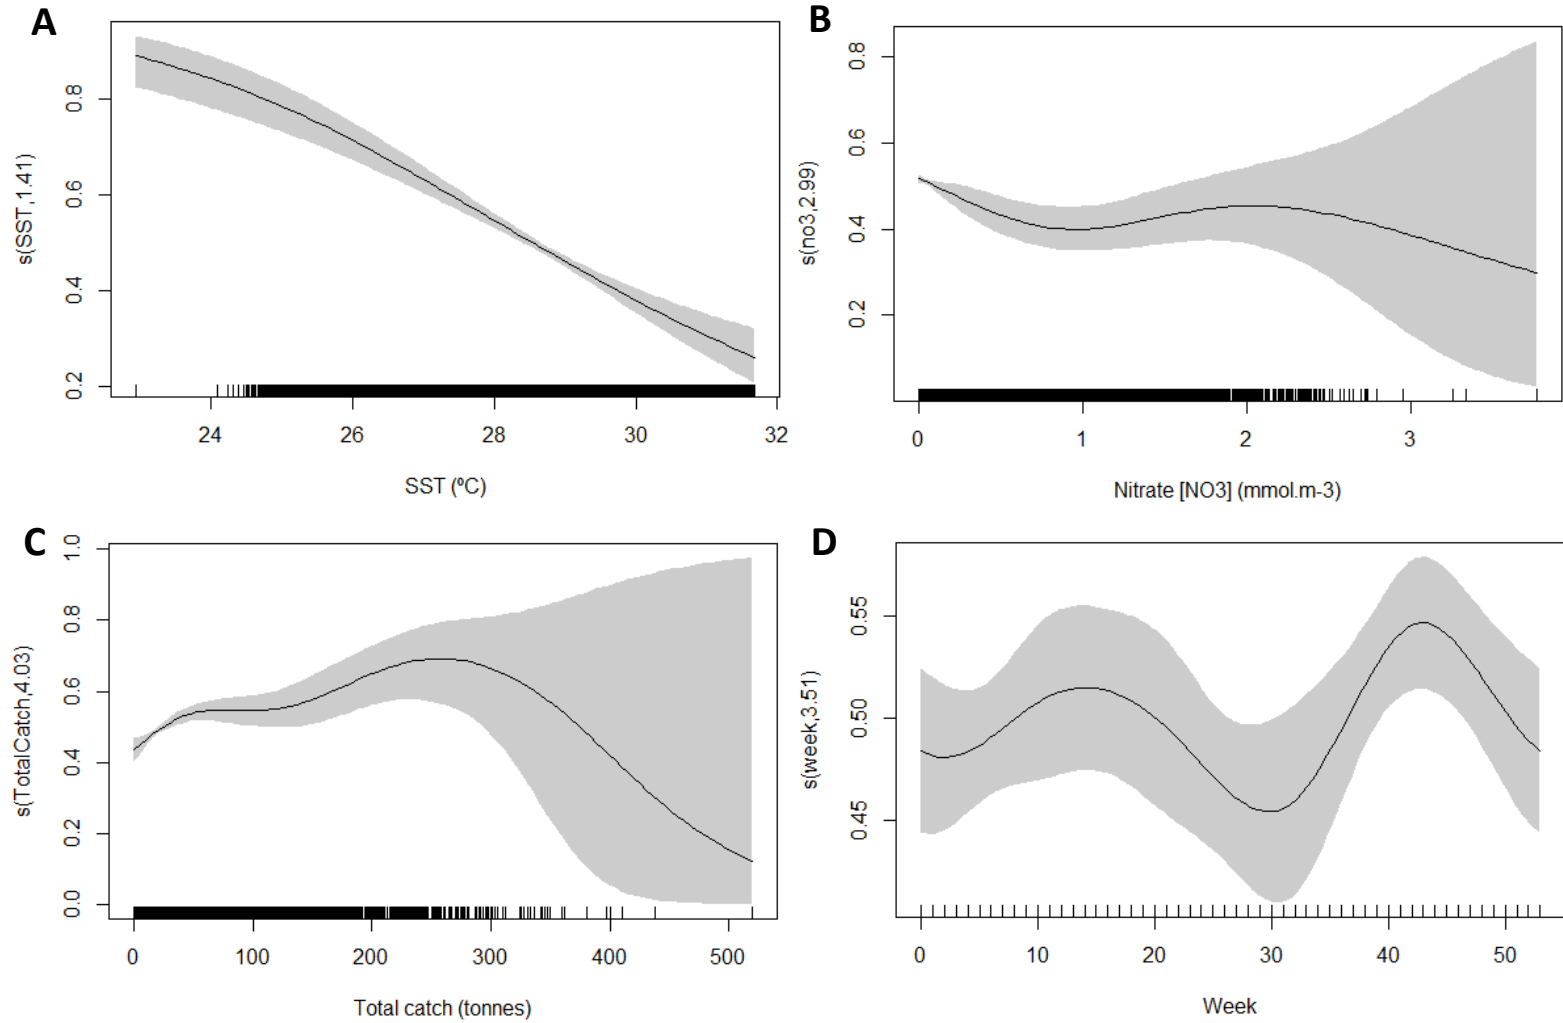 A
s(SST,1.41)
0.2 0.4 0.6 0.8
24 26 28 30 32
SST (ºC)
B
s(no3,2.99)
0.2 0.4 0.6 0.8
0 1 2 3
Nitrate [NO3] (mmol.m-3)
C
s(TotalCatch,4.03)
0.0 0.2 0.4 0.6 0.8 1.0
0 100 200 300 400 500
Total catch (tonnes)
D
s(week,3.51)
0.45 0.50 0.55
0 10 20 30 40 50
Week